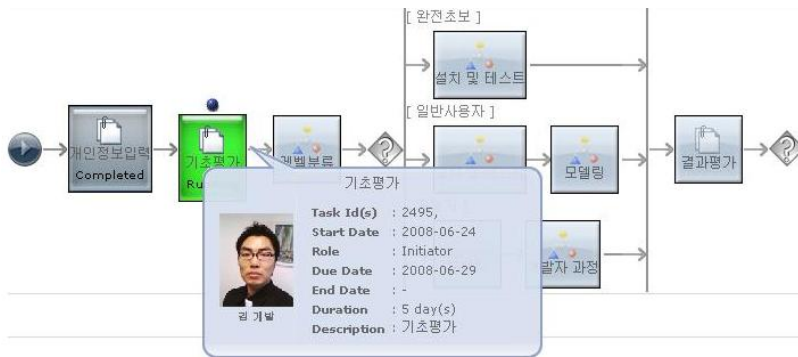 [ 완전초보 ]
설치 및 테스트
[ 일반사용자 ]
개인정보입력
Completed
기초평가
레벨분류
모델링
결과평가
기초평가
Task Id(s) : 2495,
Start Date : 2008-06-24
Role : Initiator
Due Date : 2008-06-29
End Date : -
Duration : 5 day(s)
Description : 기초평가
김 개발
발자 과정